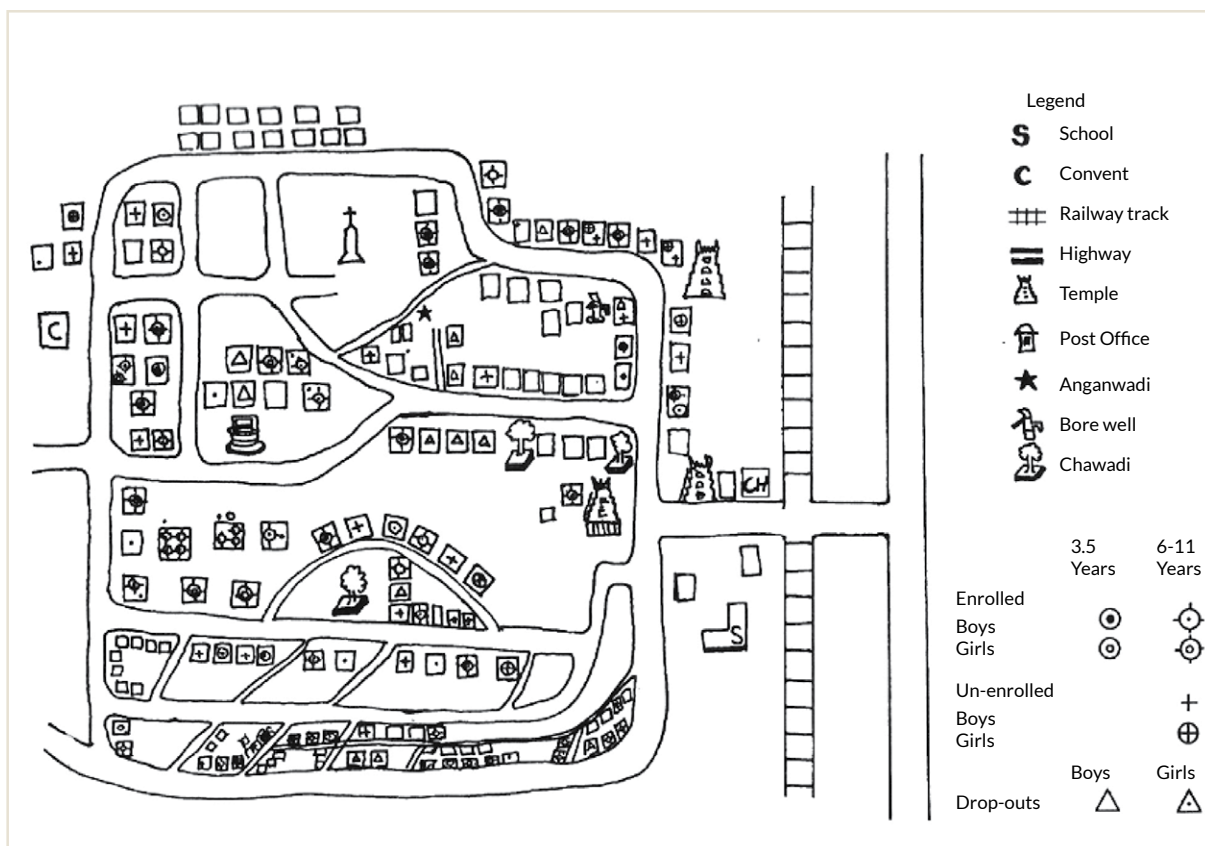 Legend
S School
C Convent
Railway track
Highway
Temple
Post Office
Anganwadi
Bore well
Chawadi
C
CH
S
3.5 Years
6-11 Years
Enrolled
Boys
Girls
Un-enrolled
Boys
Girls
Boys Girls
Drop-outs